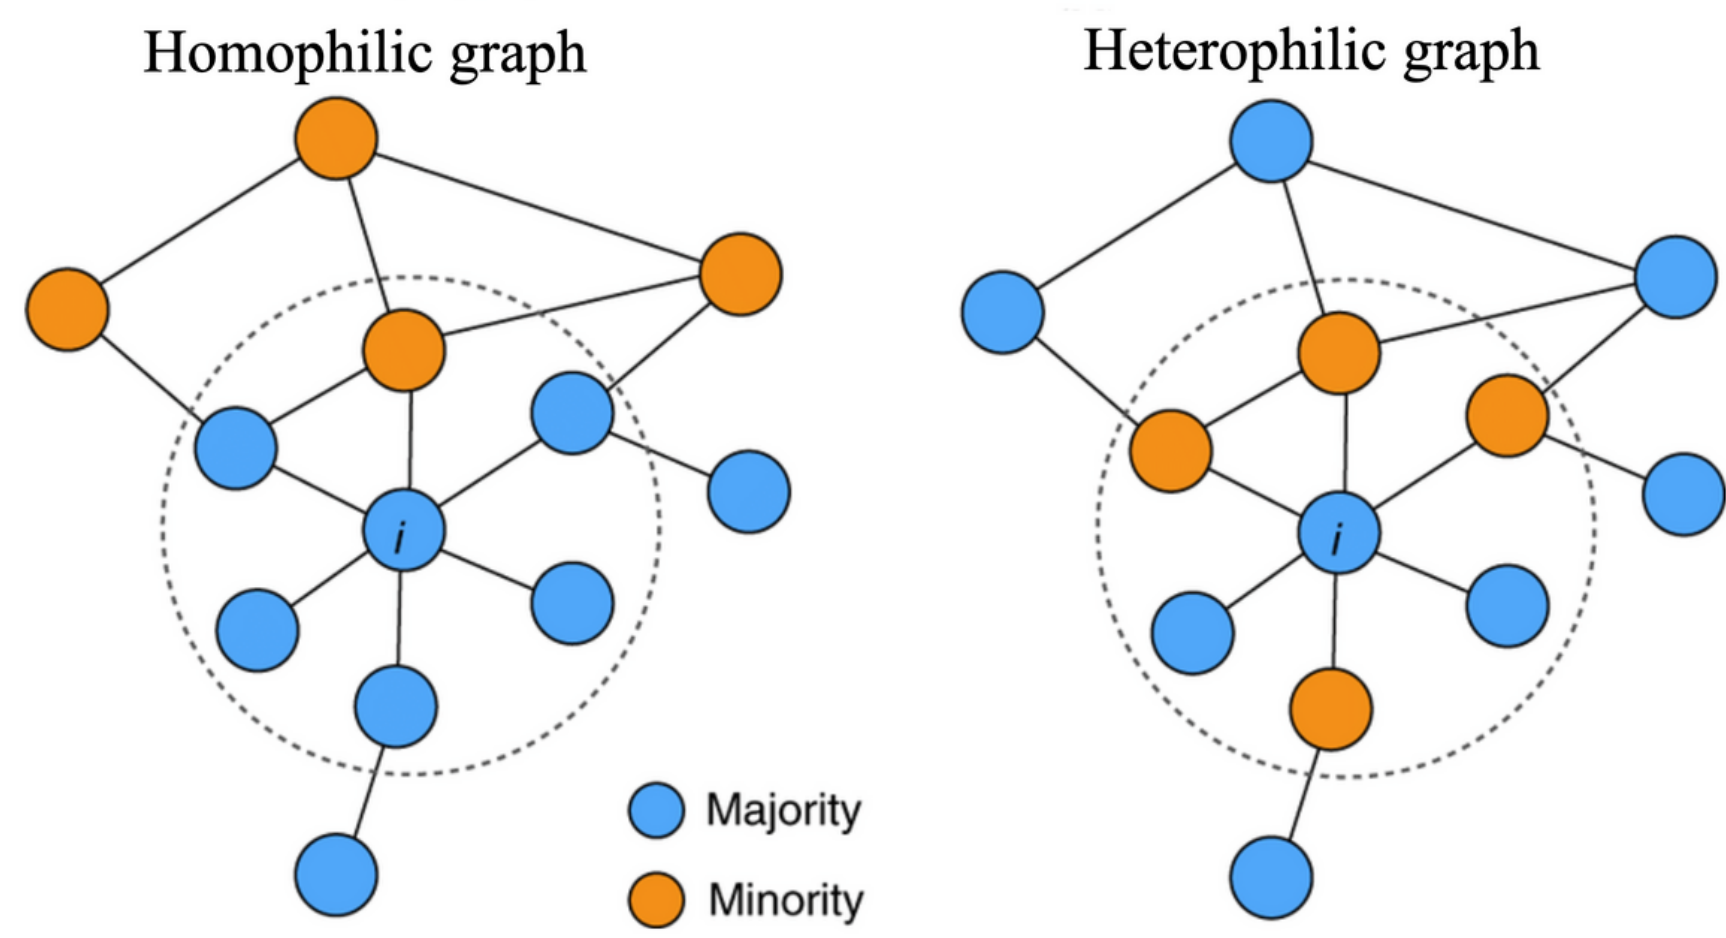 Homophilic graph
Heterophilic graph
i
i
Majority
Minority